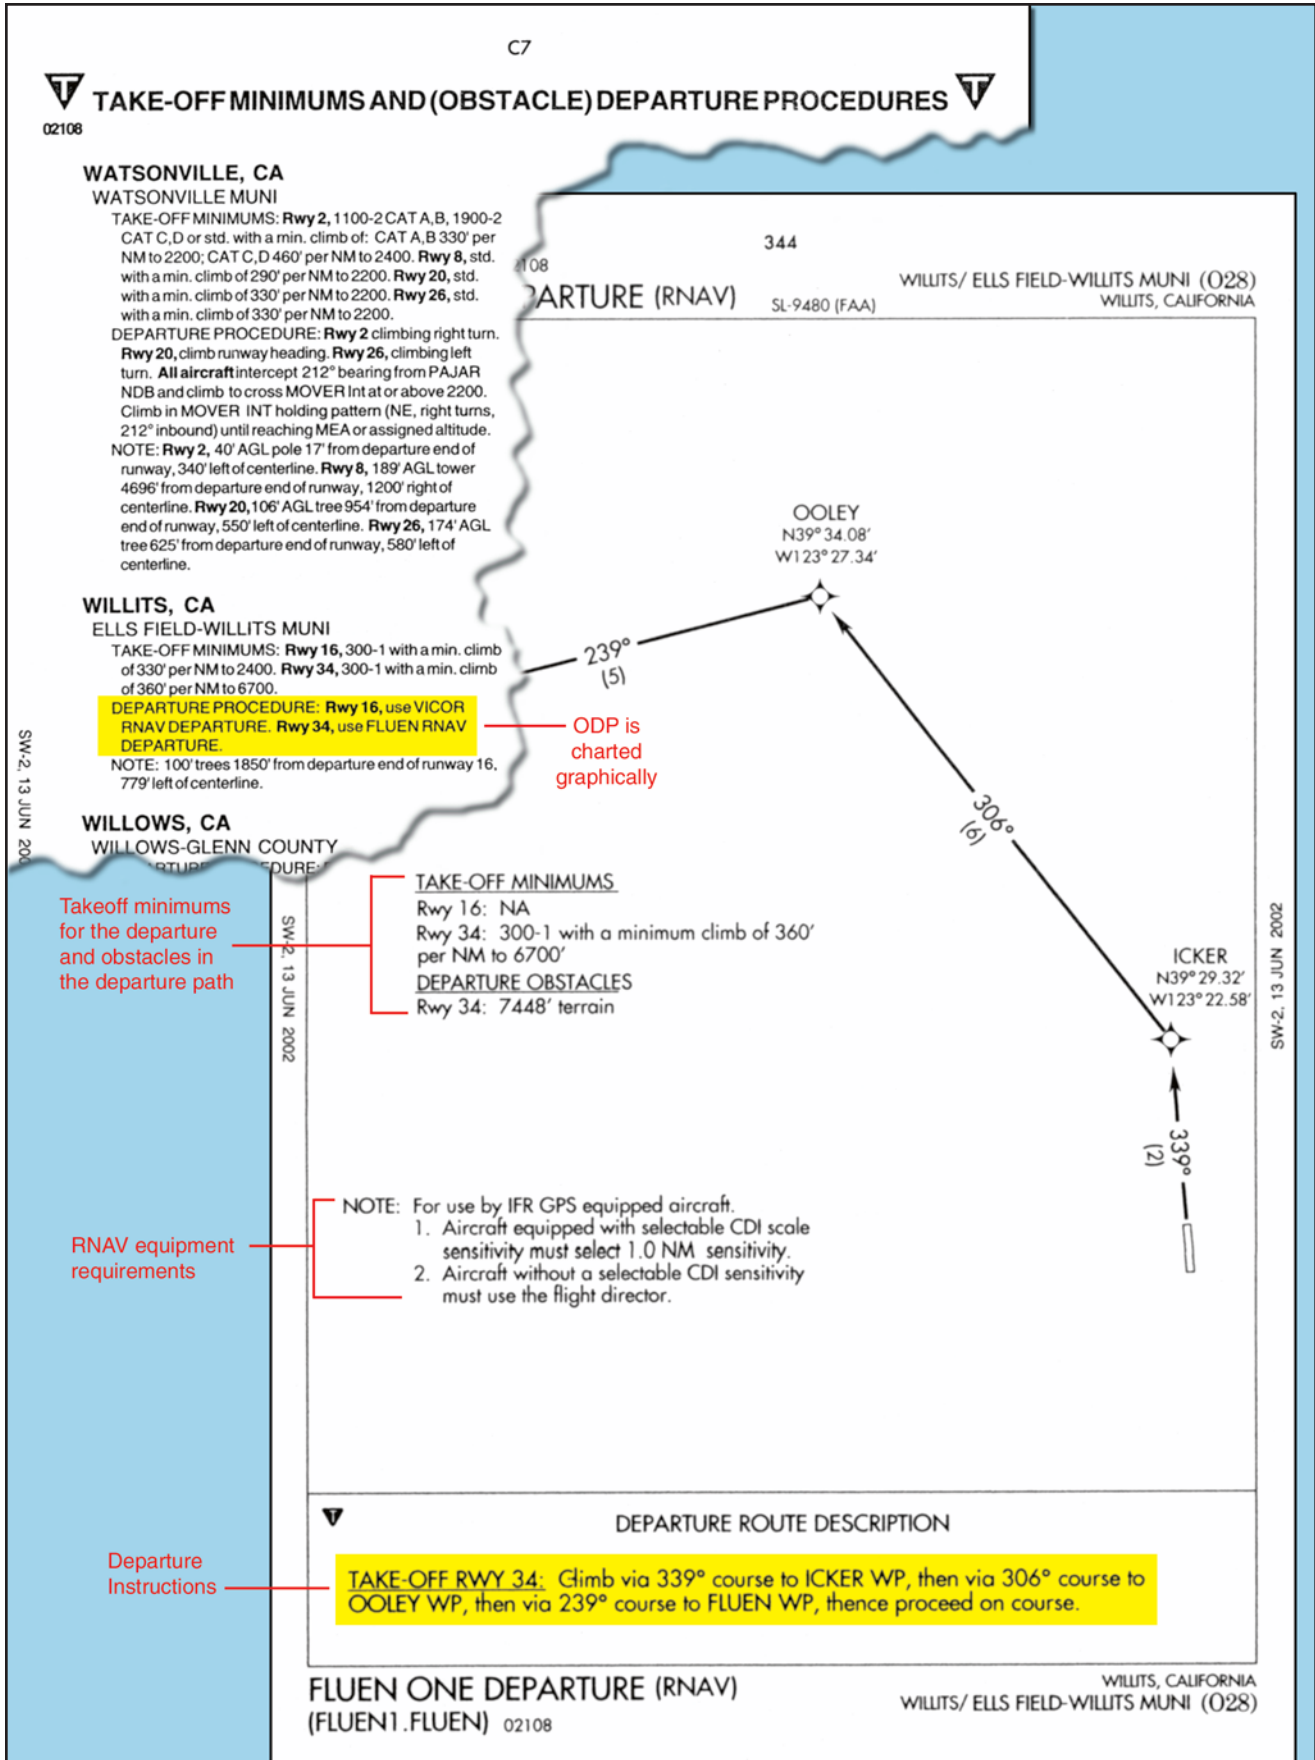 C7
TAKE-OFF MINIMUMS AND (OBSTACLE) DEPARTURE PROCEDURES
02108
WATSONVILLE, CA
WATSONVILLE MUNI
TAKE-OFF MINIMUMS: Rwy 2, 1100-2 CAT A,B, 1900-2
CAT C,D or std. with a min. climb of: CAT A,B 330' per
NM to 2200; CAT C,D 460' per NM to 2400. Rwy 8, std.
with a min. climb of 290' per NM to 2200. Rwy 20, std.
with a min. climb of 330' per NM to 2200. Rwy 26, std.
with a min. climb of 330' per NM to 2200.
DEPARTURE PROCEDURE: Rwy 2 climbing right turn.
Rwy 20, climb runway heading. Rwy 26, climbing left
turn. All aircraft intercept 212° bearing from PAJAR
NDB and climb to cross MOVER Int at or above 2200.
Climb in MOVER INT holding pattern (NE, right turns,
212° inbound) until reaching MEA or assigned altitude.
NOTE: Rwy 2, 40' AGL pole 17' from departure end of
runway, 340' left of centerline. Rwy 8, 189' AGL tower
4696' from departure end of runway, 1200' right of
centerline. Rwy 20, 106' AGL tree 954' from departure
end of runway, 550' left of centerline. Rwy 26, 174' AGL
tree 625' from departure end of runway, 580' left of
centerline.
WILLITS, CA
ELLS FIELD-WILLITS MUNI
TAKE-OFF MINIMUMS: Rwy 16, 300-1 with a min. climb
of 330' per NM to 2400. Rwy 34, 300-1 with a min. climb
of 360' per NM to 6700.
DEPARTURE PROCEDURE: Rwy 16, use VICOR
RNAV DEPARTURE. Rwy 34, use FLUEN RNAV
DEPARTURE.
NOTE: 100' trees 1850' from departure end of runway 16,
779' left of centerline.
WILLOWS, CA
WILLOWS-GLENN COUNTY
SW-2, 13 JUN 200
ODP is
charted
graphically
344
108
PARTURE (RNAV)
SL-9480 (FAA)
WILLITS/ ELLS FIELD-WILLITS MUNI (O28)
WILLITS, CALIFORNIA
OOLEY
N39° 34.08'
W123° 27.34'
239°
(5)
306°
(6)
ICKER
N39° 29.32'
W123° 22.58'
339°
(2)
SW-2, 13 JUN 2002
SW-2, 13 JUN 2002
Takeoff minimums
for the departure
and obstacles in
the departure path
TAKE-OFF MINIMUMS
Rwy 16: NA
Rwy 34: 300-1 with a minimum climb of 360'
per NM to 6700'
DEPARTURE OBSTACLES
Rwy 34: 7448' terrain
RNAV equipment
requirements
NOTE: For use by IFR GPS equipped aircraft.
1. Aircraft equipped with selectable CDI scale
sensitivity must select 1.0 NM sensitivity.
2. Aircraft without a selectable CDI sensitivity
must use the flight director.
DEPARTURE ROUTE DESCRIPTION
Departure
Instructions
TAKE-OFF RWY 34: Climb via 339° course to ICKER WP, then via 306° course to
OOLEY WP, then via 239° course to FLUEN WP, thence proceed on course.
FLUEN ONE DEPARTURE (RNAV)
(FLUEN1.FLUEN) 02108
WILLITS, CALIFORNIA
WILLITS/ ELLS FIELD-WILLITS MUNI (O28)